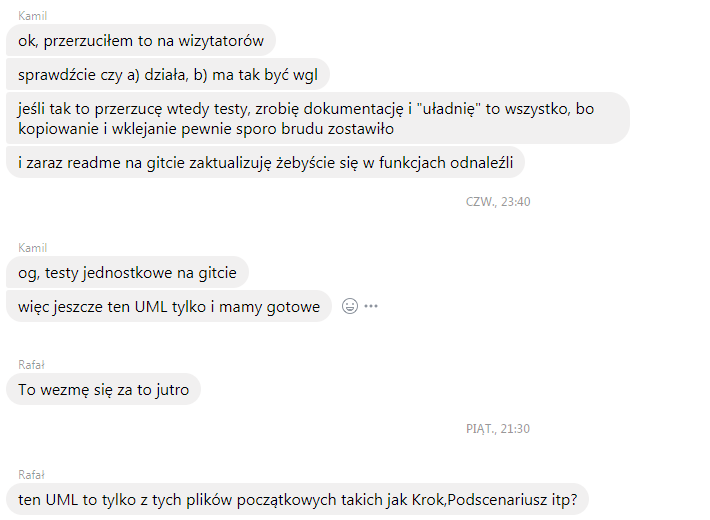 Kamil
ok, przerzuciłem to na wizytatorów
sprawdźcie czy a) działa, b) ma tak być wgl
jeśli tak to przerzucę wtedy testy, zrobię dokumentację i "uładnię" to wszystko, bo
kopiowanie i wklejanie pewnie sporo brudu zostawiło
i zaraz readme na gitcie zaktualizuję żebyście się w funkcjach odnaleźli
CZW., 23:40
Kamil
og, testy jednostkowe na gitcie
więc jeszcze ten UML tylko i mamy gotowe
Rafał
To wezmę się za to jutro
PIĄT., 21:30
Rafał
ten UML to tylko z tych plików początkowych takich jak Krok,Podscenariusz itp?